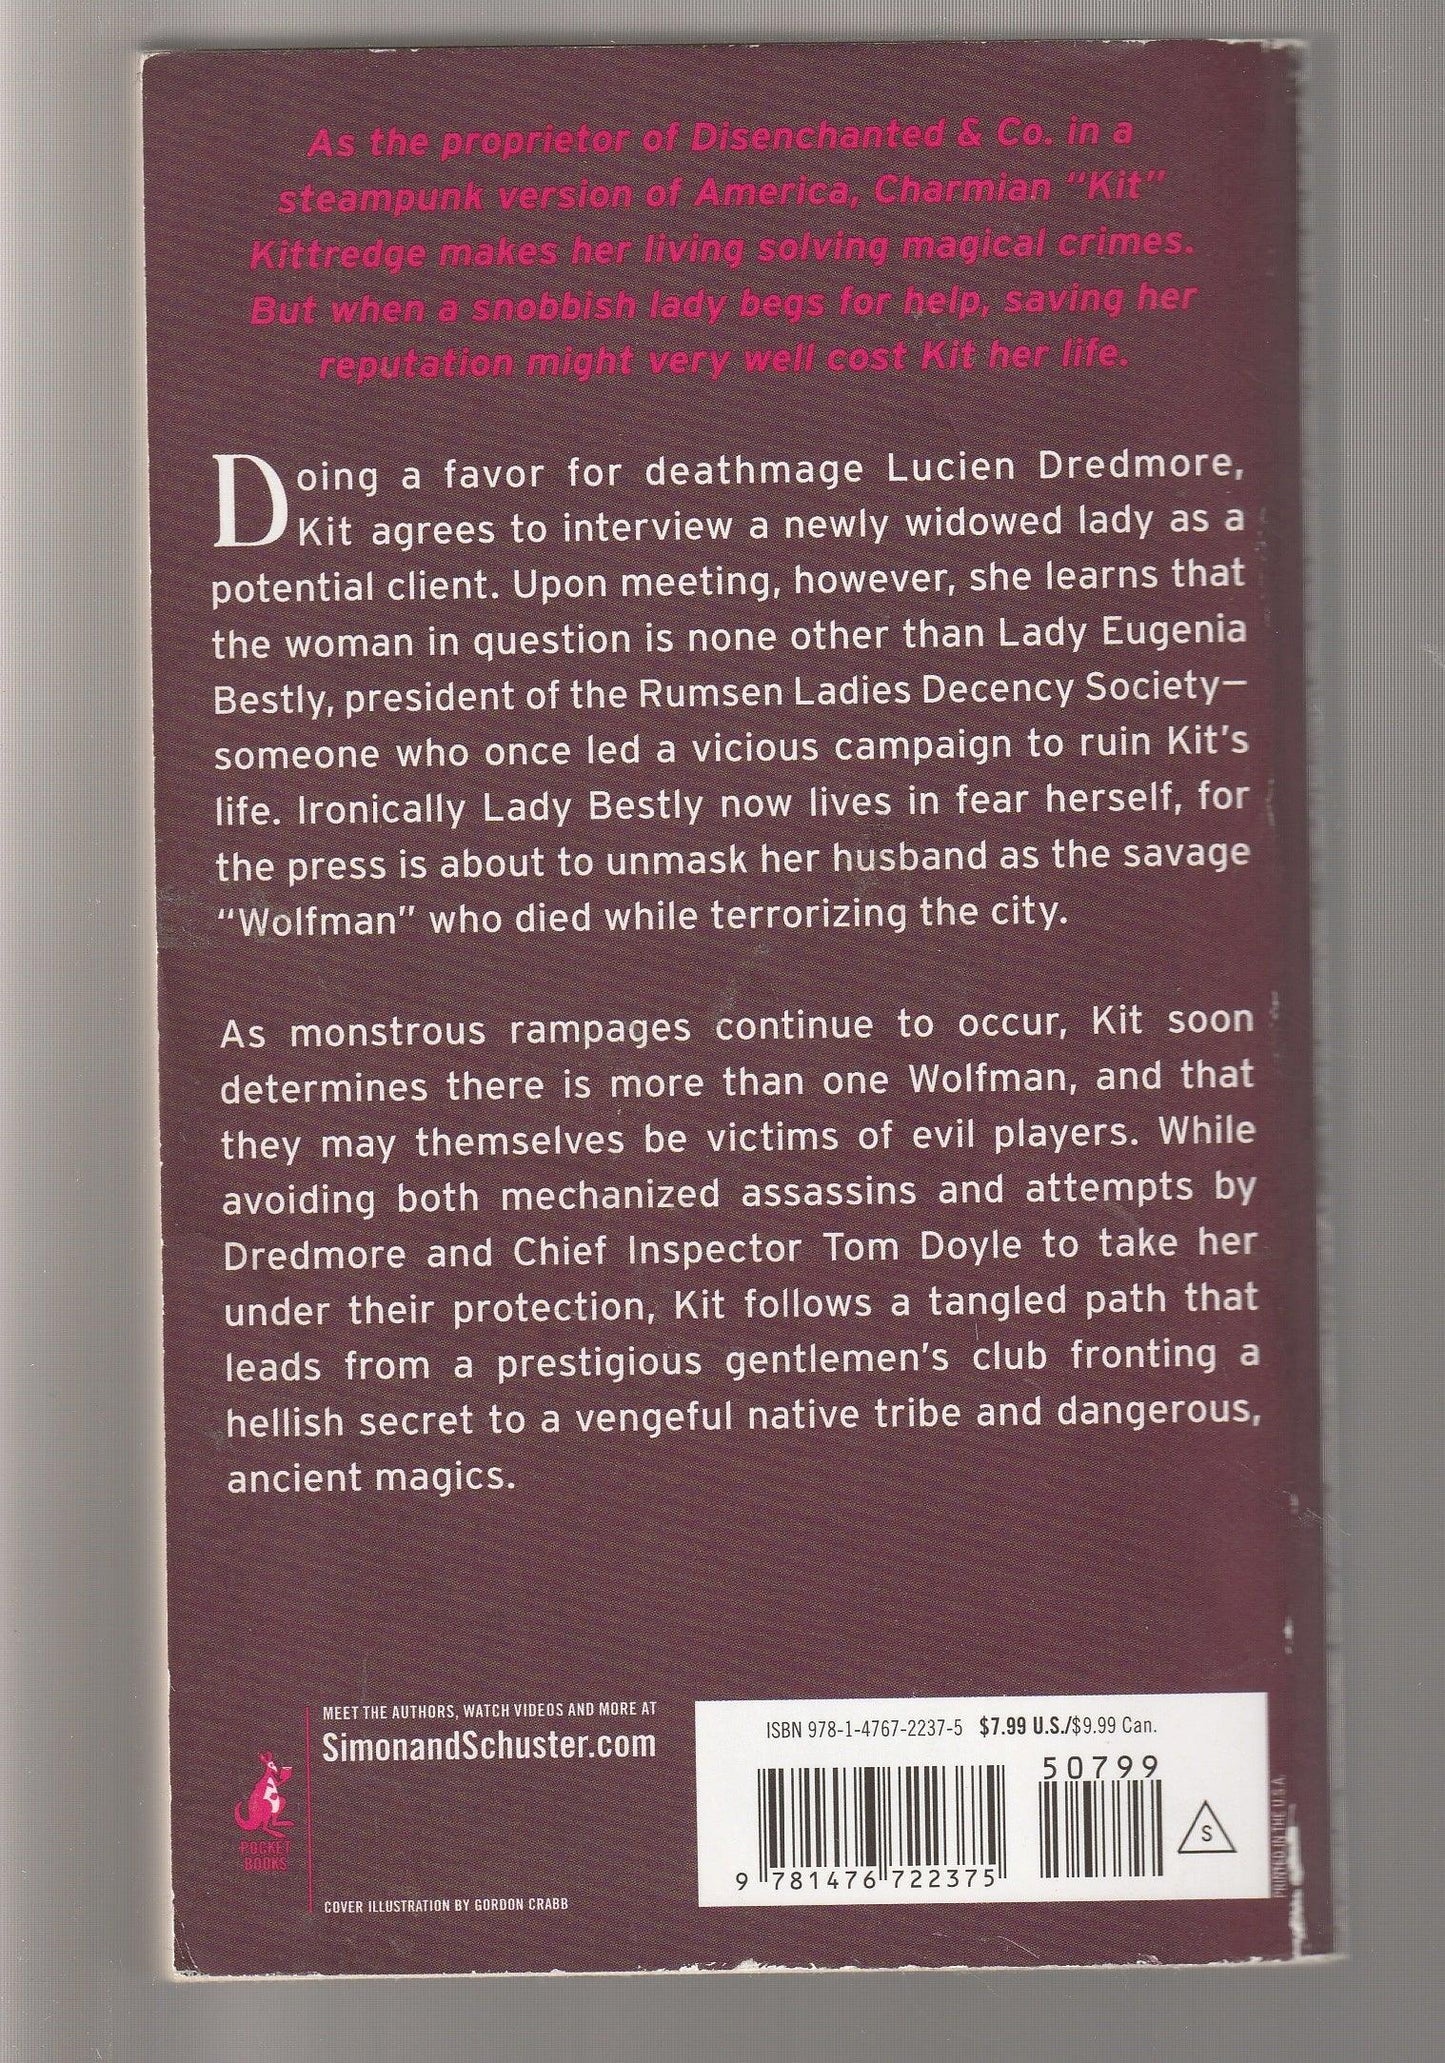 As the proprietor of Disenchanted & Co. in a
steampunk version of America, Charmian "Kit"
Kittredge makes her living solving magical crimes.
But when a snobbish lady begs for help, saving her
reputation might very well cost Kit her life.
Doing a favor for deathmage Lucien Dredmore,
Kit agrees to interview a newly widowed lady as a
potential client. Upon meeting, however, she learns that
the woman in question is none other than Lady Eugenia
Bestly, president of the Rumsen Ladies Decency Society—
someone who once led a vicious campaign to ruin Kit's
life. Ironically Lady Bestly now lives in fear herself, for
the press is about to unmask her husband as the savage
"Wolfman" who died while terrorizing the city.
As monstrous rampages continue to occur, Kit soon
determines there is more than one Wolfman, and that
they may themselves be victims of evil players. While
avoiding both mechanized assassins and attempts by
Dredmore and Chief Inspector Tom Doyle to take her
under their protection, Kit follows a tangled path that
leads from a prestigious gentlemen's club fronting a
hellish secret to a vengeful native tribe and dangerous,
ancient magics.
MEET THE AUTHORS, WATCH VIDEOS AND MORE AT
SimonandSchuster.com
POCKET
BOOKS
COVER ILLUSTRATION BY GORDON CRABB
ISBN 978-1-4767-2237-5 $7.99 U.S./$9.99 Can.
50799
9 781476 722375
S
PRINTED IN THE U.S.A.